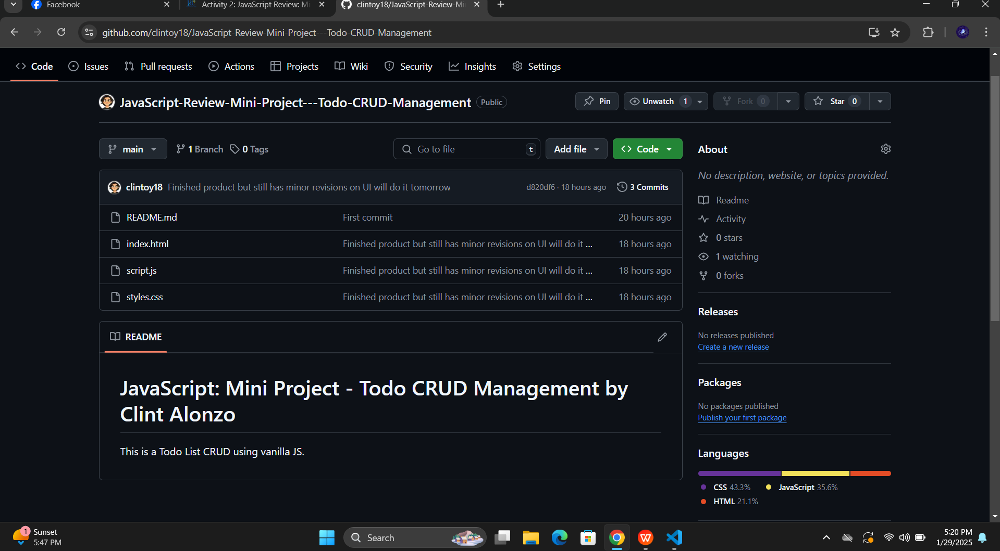 Facebook
Activity 2: JavaScript Review: Mi
clintoy18/JavaScript-Review-Mi
github.com/clintoy18/JavaScript-Review-Mini-Project---Todo-CRUD-Management
Code Issues Pull requests Actions Projects Wiki Security Insights Settings
JavaScript-Review-Mini-Project---Todo-CRUD-Management Public
Pin Unwatch 1 Fork 0 Star 0
main 1 Branch 0 Tags Go to file t Add file Code
clintoy18 Finished product but still has minor revisions on UI will do it tomorrow d820df6 · 18 hours ago 3 Commits
README.md First commit 20 hours ago
index.html Finished product but still has minor revisions on UI will do it ... 18 hours ago
script.js Finished product but still has minor revisions on UI will do it ... 18 hours ago
styles.css Finished product but still has minor revisions on UI will do it ... 18 hours ago
README
JavaScript: Mini Project - Todo CRUD Management by
Clint Alonzo
This is a Todo List CRUD using vanilla JS.
About
No description, website, or topics provided.
Readme
Activity
0 stars
1 watching
0 forks
Releases
No releases published
Create a new release
Packages
No packages published
Publish your first package
Languages
CSS 43.3% JavaScript 35.6%
HTML 21.1%
1
Sunset
5:47 PM
Search
W
5:20 PM
1/29/2025